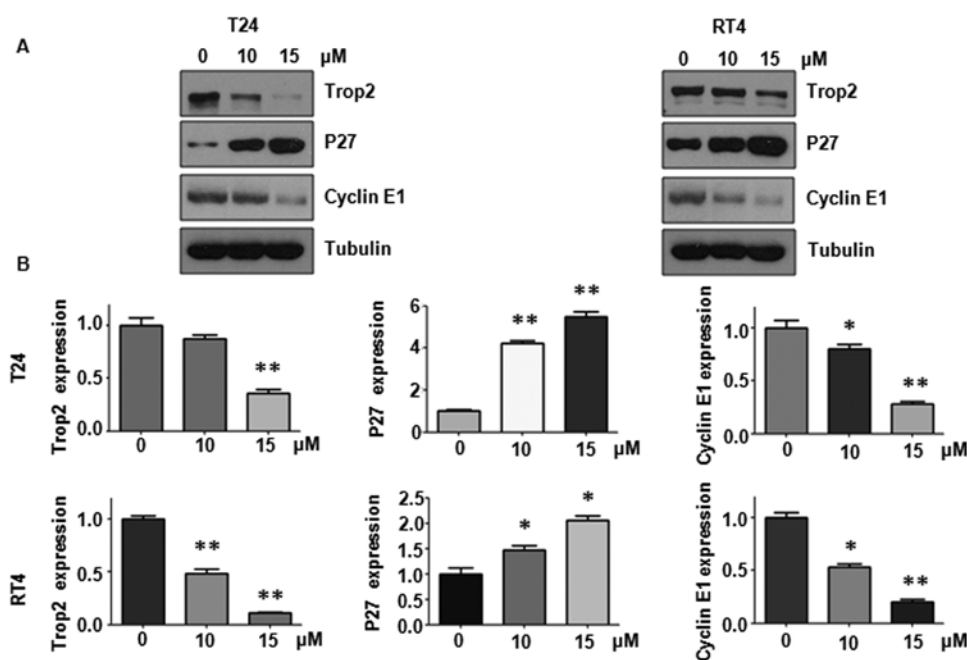 A
T24
0 10 15 μM
Trop2
P27
Cyclin E1
Tubulin
RT4
0 10 15 μM
Trop2
P27
Cyclin E1
Tubulin
B
T24
Trop2 expression
1.0
0.5
0.0
**
0 10 15 μM
P27 expression
6
4
2
0
** **
0 10 15 μM
Cyclin E1 expression
1.0
0.5
0.0
* **
0 10 15 μM
RT4
Trop2 expression
1.0
0.5
0.0
** **
0 10 15 μM
P27 expression
2.5
2.0
1.5
1.0
0.5
0.0
* *
0 10 15 μM
Cyclin E1 expression
1.0
0.5
0.0
* **
0 10 15 μM